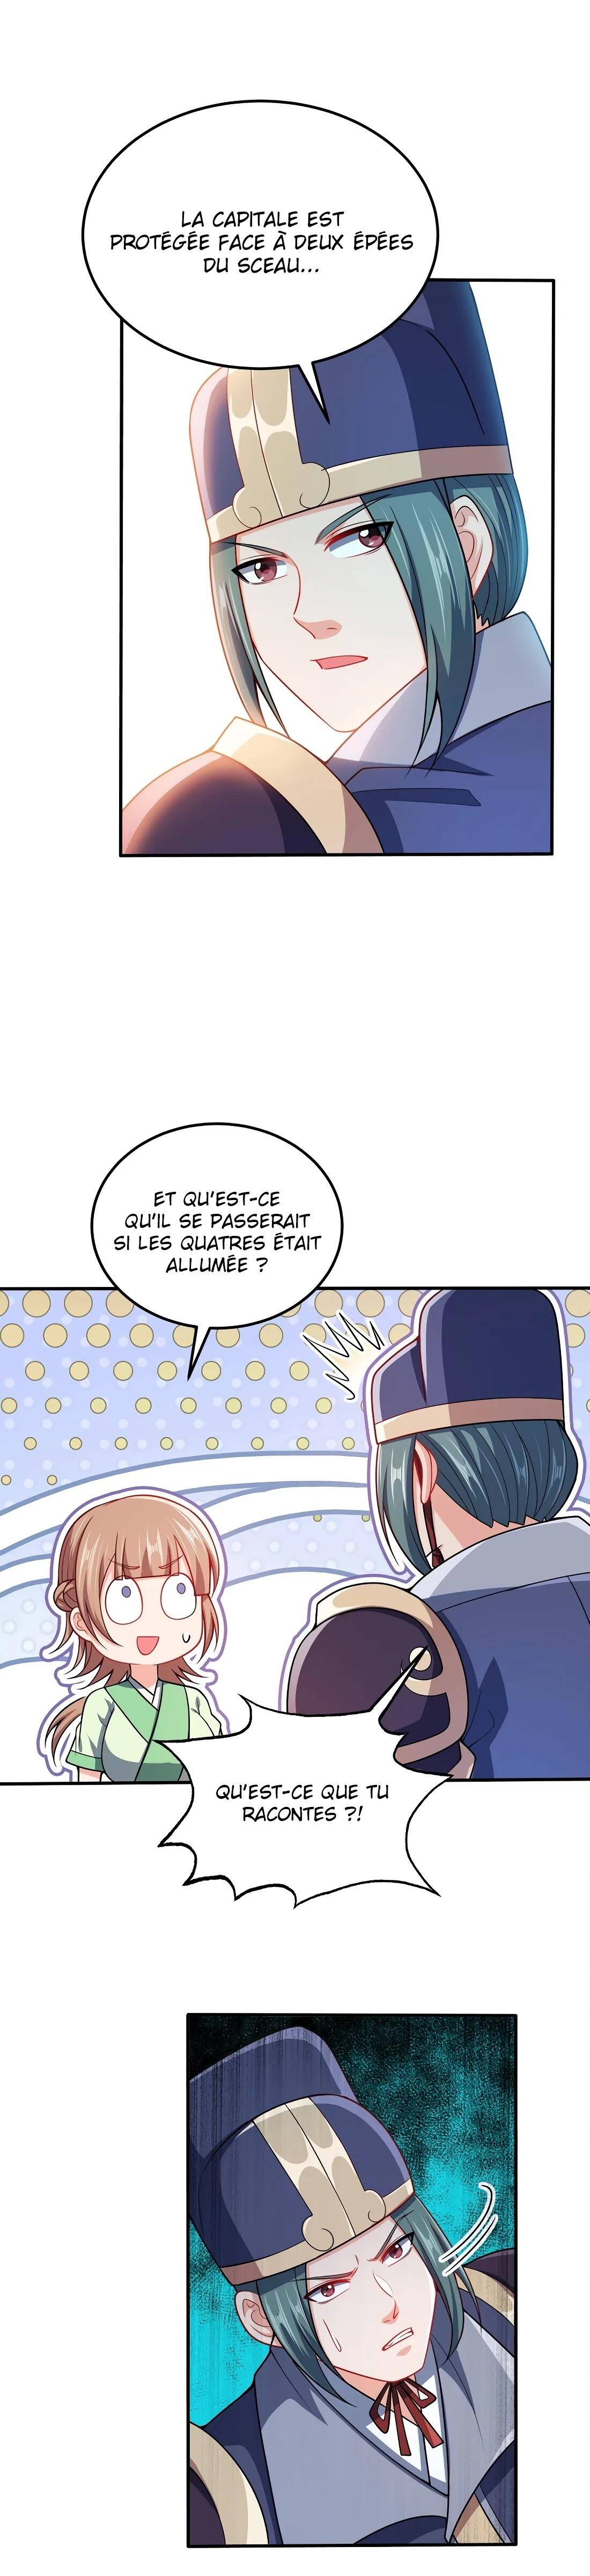 LA CAPITALE EST
PROTÉGÉE FACE À DEUX ÉPÉES
DU SCEAU...
ET QU'EST-CE
QU'IL SE PASSERAIT
SI LES QUATRES ÉTAIT
ALLUMÉE ?
QU'EST-CE QUE TU
RACONTES ?!